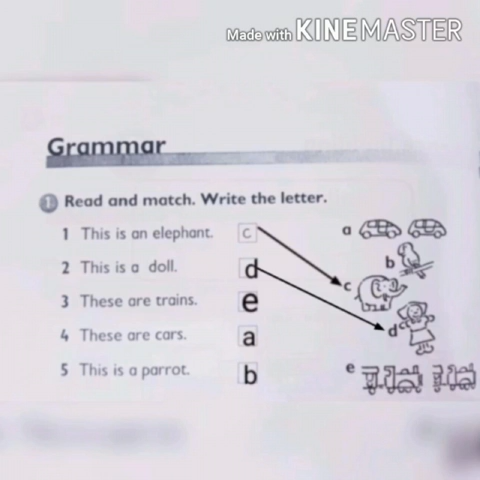 Made with KINEMASTER
Grammar
1 Read and match. Write the letter.
1 This is an elephant. c
2 This is a doll. d
3 These are trains. e
4 These are cars. a
5 This is a parrot. b
a
b
c
d
e